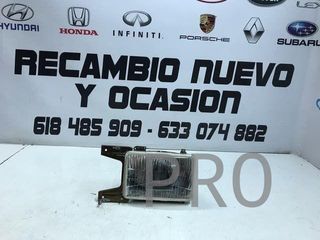 HYUNDAI
HONDA
INFINITI
PORSCHE
SUBARU
RECAMBIO NUEVO
Y OCASION
618 485 909 - 633 074 882
PRO